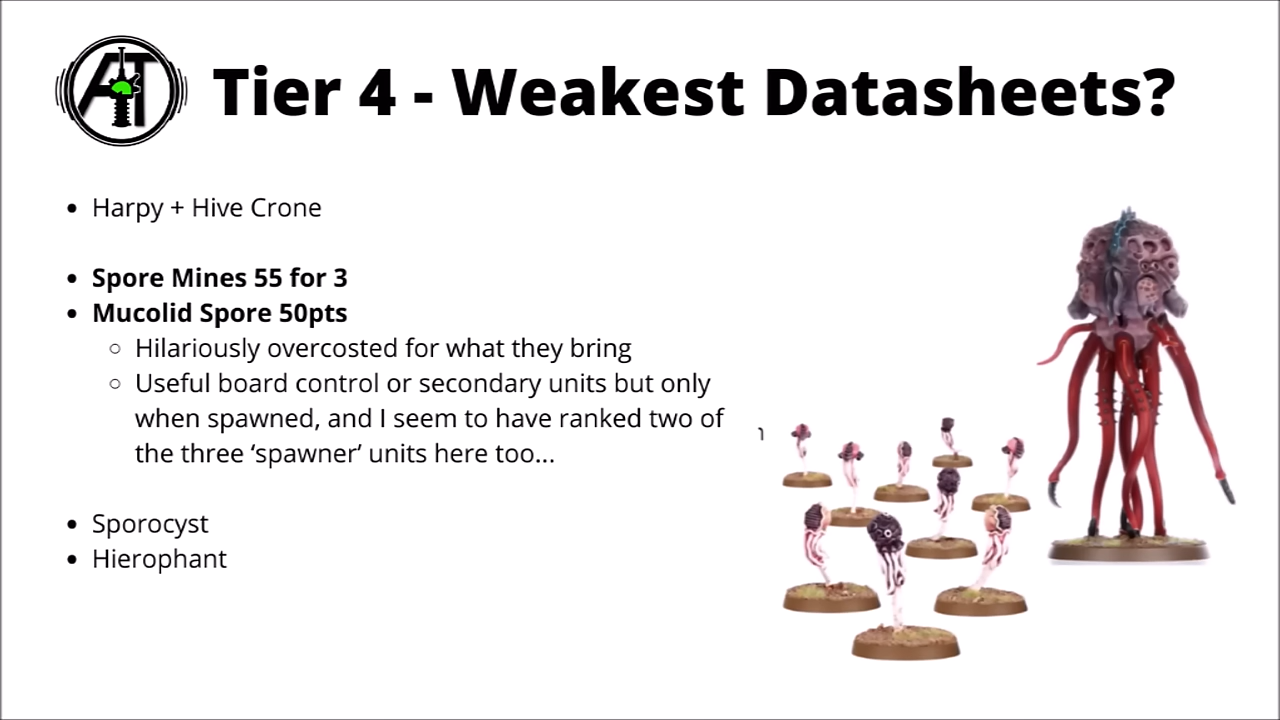 AT
Tier 4 - Weakest Datasheets?
• Harpy + Hive Crone
• Spore Mines 55 for 3
• Mucolid Spore 50pts
○ Hilariously overcosted for what they bring
○ Useful board control or secondary units but only
when spawned, and I seem to have ranked two of
the three ‘spawner’ units here too...
• Sporocyst
• Hierophant